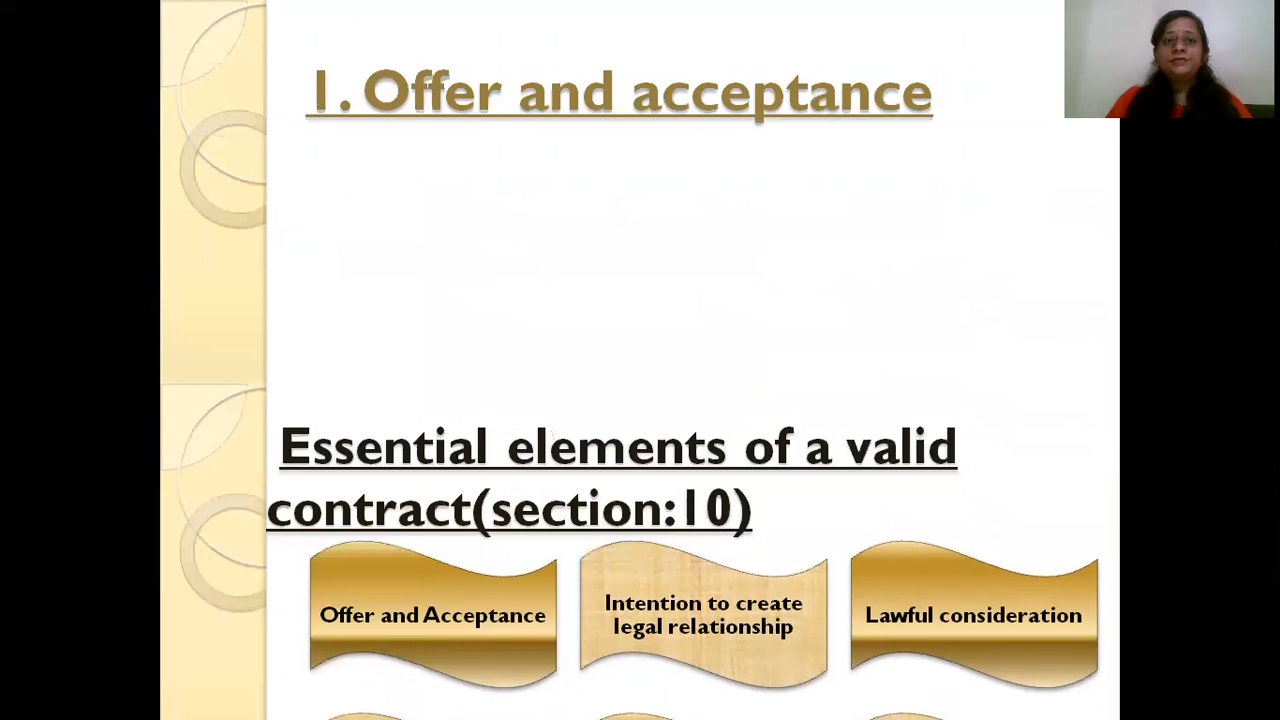 1. Offer and acceptance
Essential elements of a valid
contract(section:10)
Offer and Acceptance
Intention to create
legal relationship
Lawful consideration